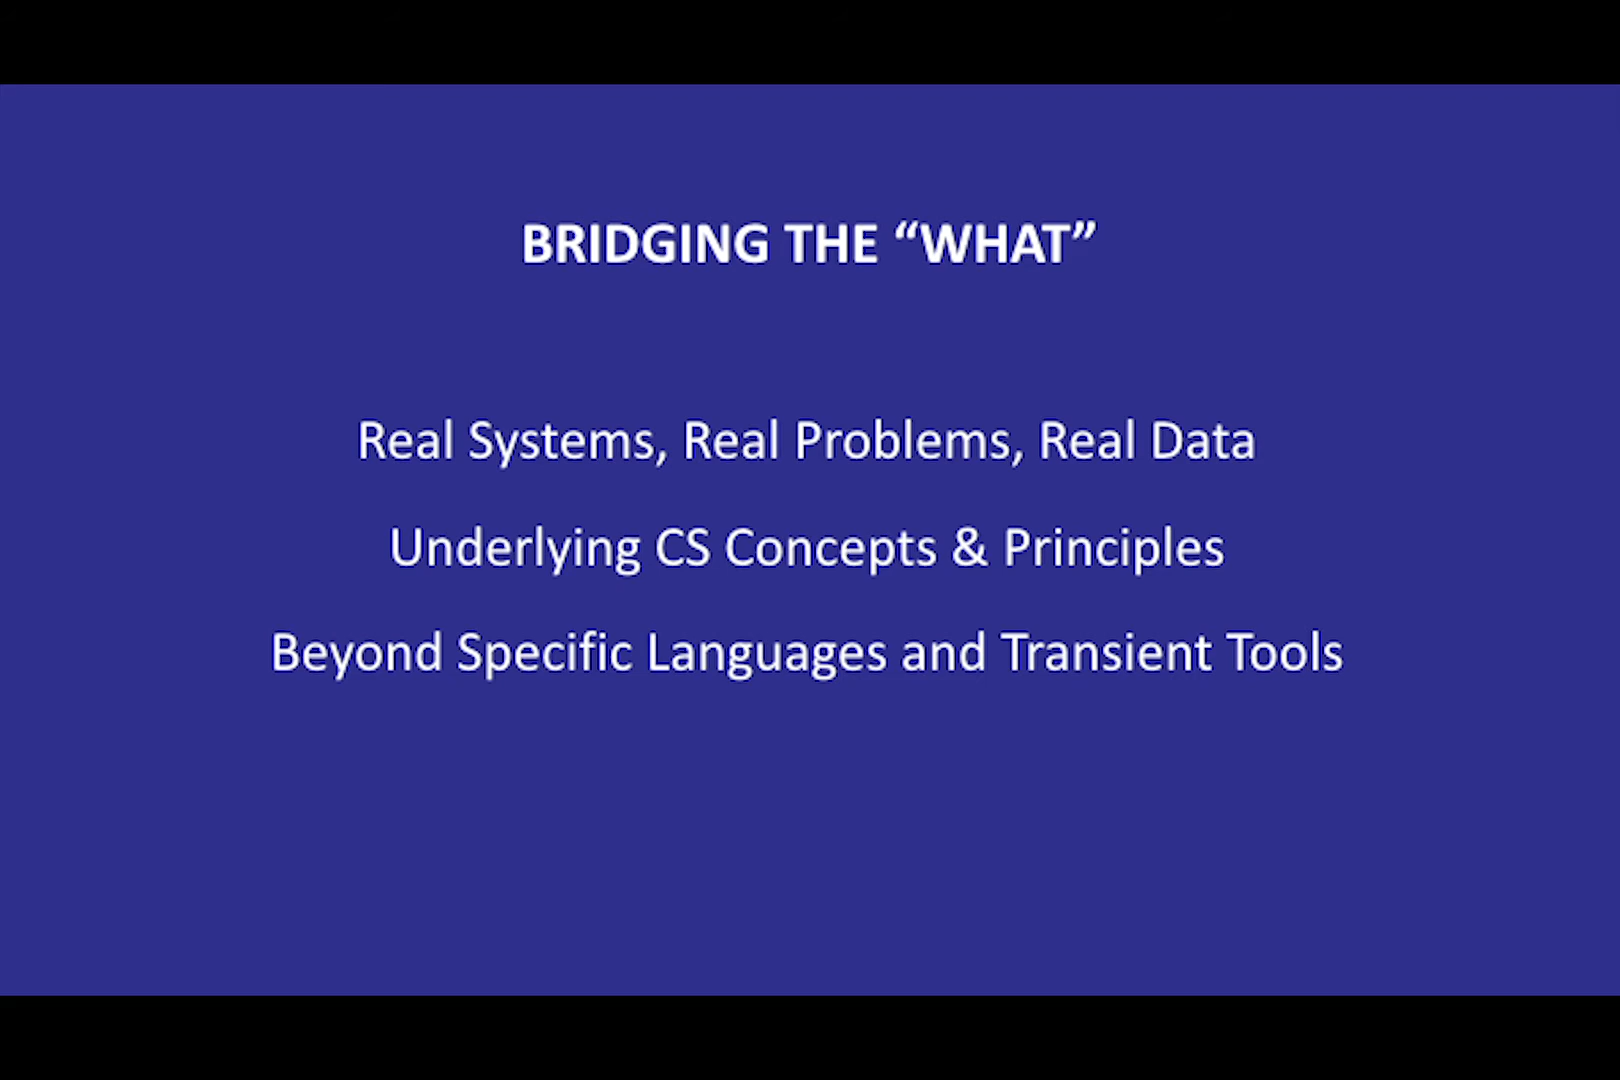 BRIDGING THE “WHAT”
Real Systems, Real Problems, Real Data
Underlying CS Concepts & Principles
Beyond Specific Languages and Transient Tools